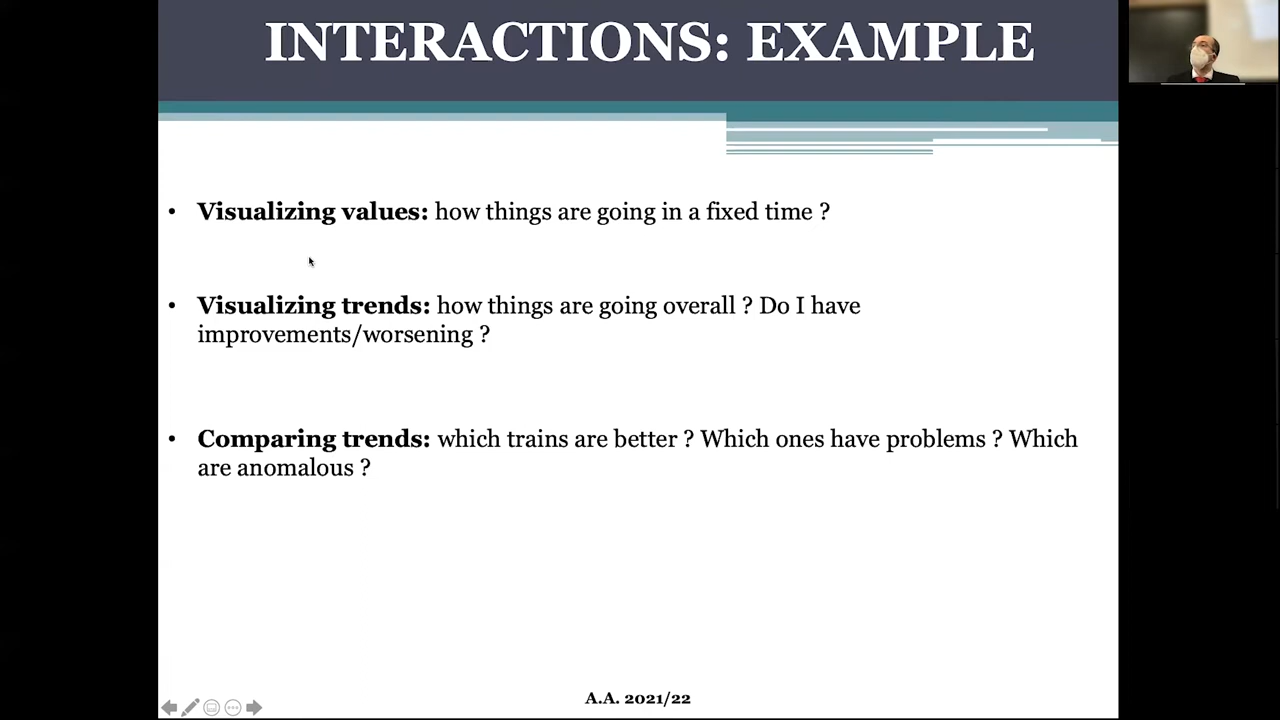 INTERACTIONS: EXAMPLE
• Visualizing values: how things are going in a fixed time ?
• Visualizing trends: how things are going overall ? Do I have
improvements/worsening ?
• Comparing trends: which trains are better ? Which ones have problems ? Which
are anomalous ?
A.A. 2021/22